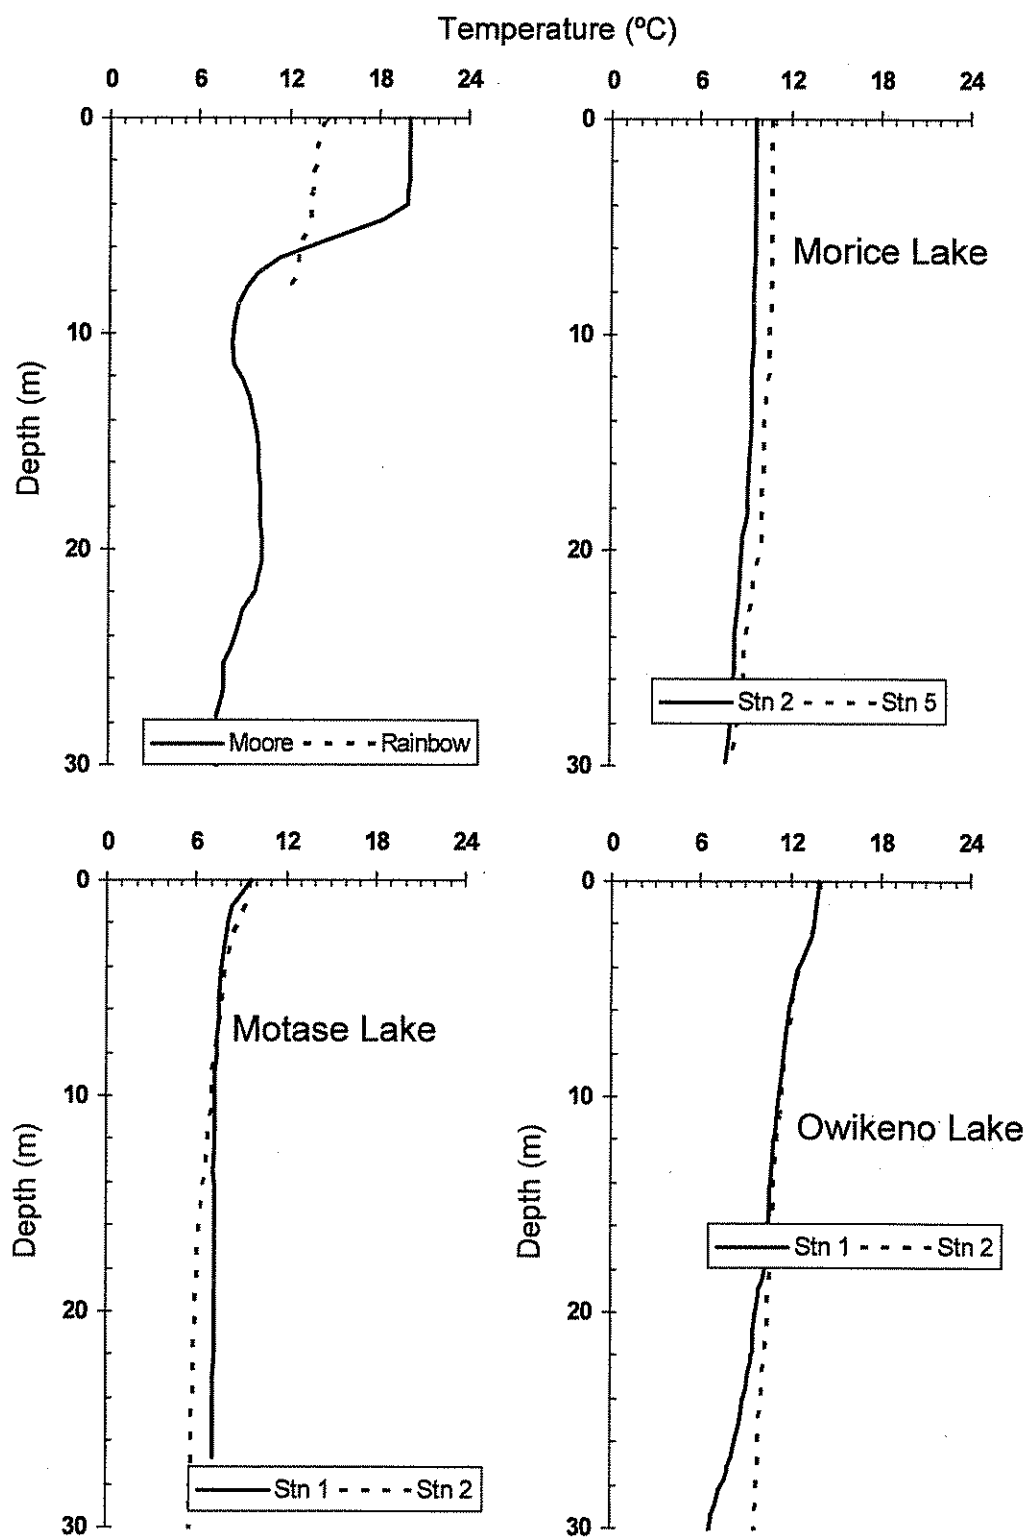 Temperature (ºC)
0 6 12 18 24
0
10
20
30
Depth (m)
Moore Rainbow
0 6 12 18 24
0
10
20
30
Morice Lake
Stn 2 Stn 5
0 6 12 18 24
0
10
20
30
Depth (m)
Motase Lake
Stn 1 Stn 2
0 6 12 18 24
0
10
20
30
Depth (m)
Owikeno Lake
Stn 1 Stn 2